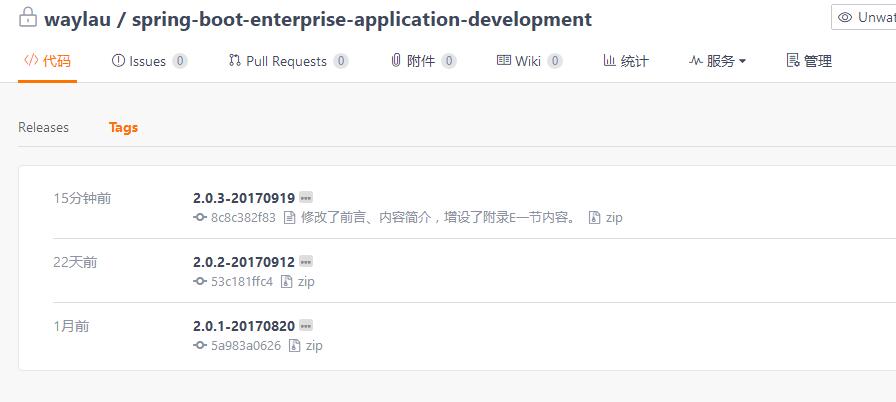 waylau / spring-boot-enterprise-application-development
Unwat
代码 Issues 0 Pull Requests 0 附件 0 Wiki 0 统计 服务 管理
Releases Tags
15分钟前 2.0.3-20170919
8c8c382f83 修改了前言、内容简介，增设了附录E一节内容。 zip
22天前 2.0.2-20170912
53c181ffc4 zip
1月前 2.0.1-20170820
5a983a0626 zip